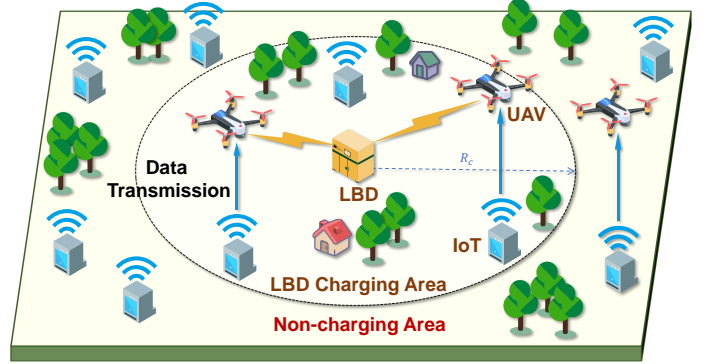 UAV
Data
Transmission
LBD
R_c
IoT
LBD Charging Area
Non-charging Area